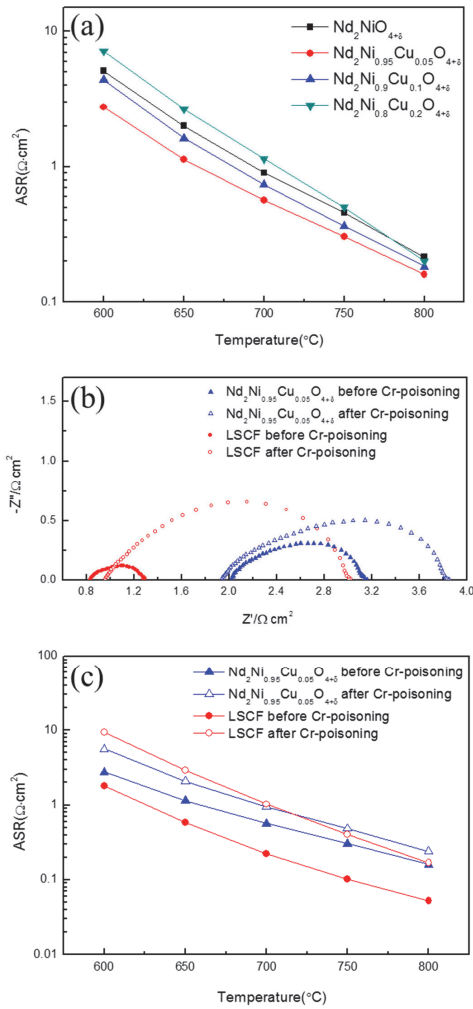 (a)
Nd₂NiO₄₊δ
Nd₂Ni₀.₉₅Cu₀.₀₅O₄₊δ
Nd₂Ni₀.₉Cu₀.₁O₄₊δ
Nd₂Ni₀.₈Cu₀.₂O₄₊δ
10
1
0.1
ASR(Ω·cm²)
600 650 700 750 800
Temperature(°C)
(b)
Nd₂Ni₀.₉₅Cu₀.₀₅O₄₊δ before Cr-poisoning
Nd₂Ni₀.₉₅Cu₀.₀₅O₄₊δ after Cr-poisoning
LSCF before Cr-poisoning
LSCF after Cr-poisoning
1.5
1.0
0.5
0.0
-Z''/Ω cm²
0.8 1.2 1.6 2.0 2.4 2.8 3.2 3.6 4.0
Z'/Ω cm²
(c)
Nd₂Ni₀.₉₅Cu₀.₀₅O₄₊δ before Cr-poisoning
Nd₂Ni₀.₉₅Cu₀.₀₅O₄₊δ after Cr-poisoning
LSCF before Cr-poisoning
LSCF after Cr-poisoning
100
10
1
0.1
0.01
ASR(Ω·cm²)
600 650 700 750 800
Temperature(°C)